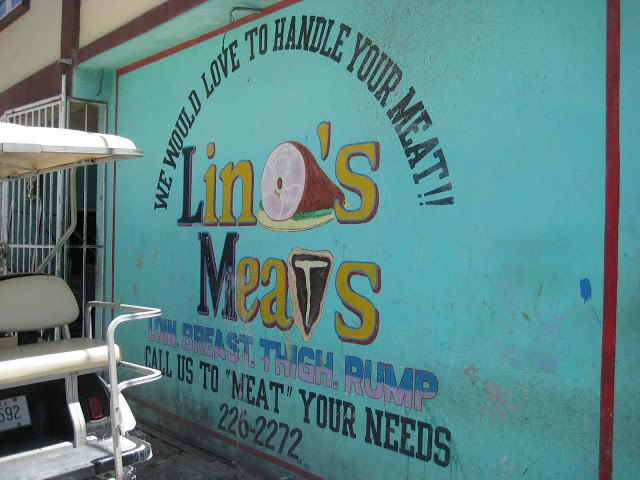 WE WOULD LOVE TO HANDLE YOUR MEAT!!
Lino's
Meats
LOIN. BREAST. THIGH. RUMP
CALL US TO "MEAT" YOUR NEEDS
226-2272
592